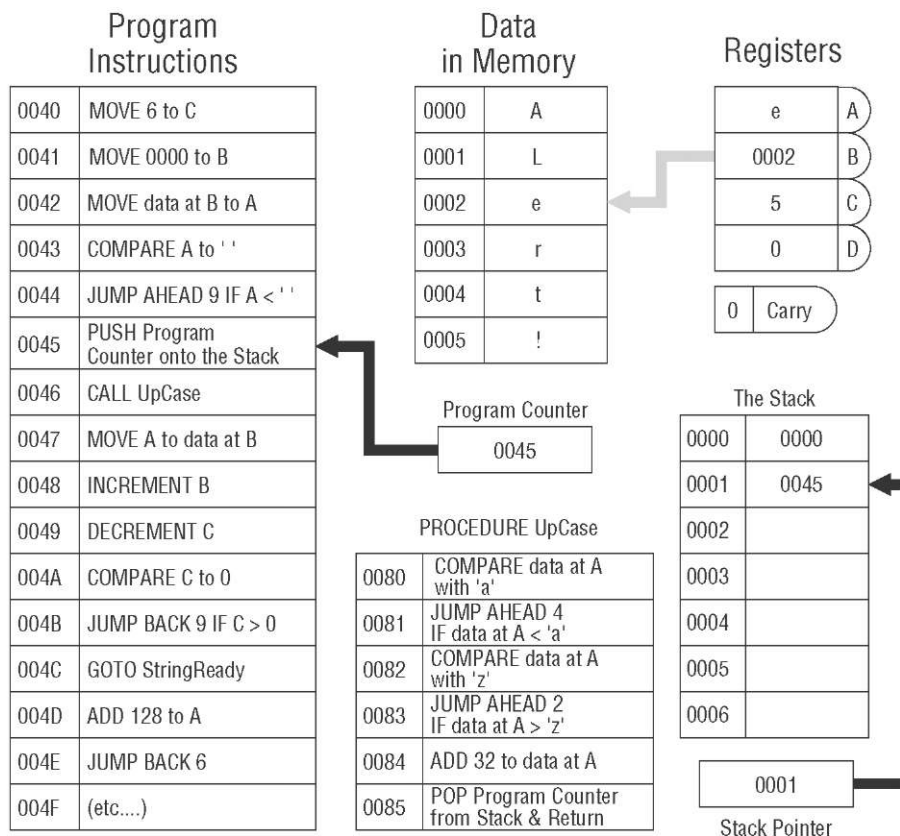 Program
Instructions
0040 MOVE 6 to C
0041 MOVE 0000 to B
0042 MOVE data at B to A
0043 COMPARE A to ' '
0044 JUMP AHEAD 9 IF A < ' '
0045 PUSH Program
Counter onto the Stack
0046 CALL UpCase
0047 MOVE A to data at B
0048 INCREMENT B
0049 DECREMENT C
004A COMPARE C to 0
004B JUMP BACK 9 IF C > 0
004C GOTO StringReady
004D ADD 128 to A
004E JUMP BACK 6
004F (etc....)
Data
in Memory
0000 A
0001 L
0002 e
0003 r
0004 t
0005 !
Registers
e A
0002 B
5 C
0 D
0 Carry
Program Counter
0045
PROCEDURE UpCase
0080 COMPARE data at A
with 'a'
0081 JUMP AHEAD 4
IF data at A < 'a'
0082 COMPARE data at A
with 'z'
0083 JUMP AHEAD 2
IF data at A > 'z'
0084 ADD 32 to data at A
0085 POP Program Counter
from Stack & Return
The Stack
0000 0000
0001 0045
0002
0003
0004
0005
0006
0001
Stack Pointer